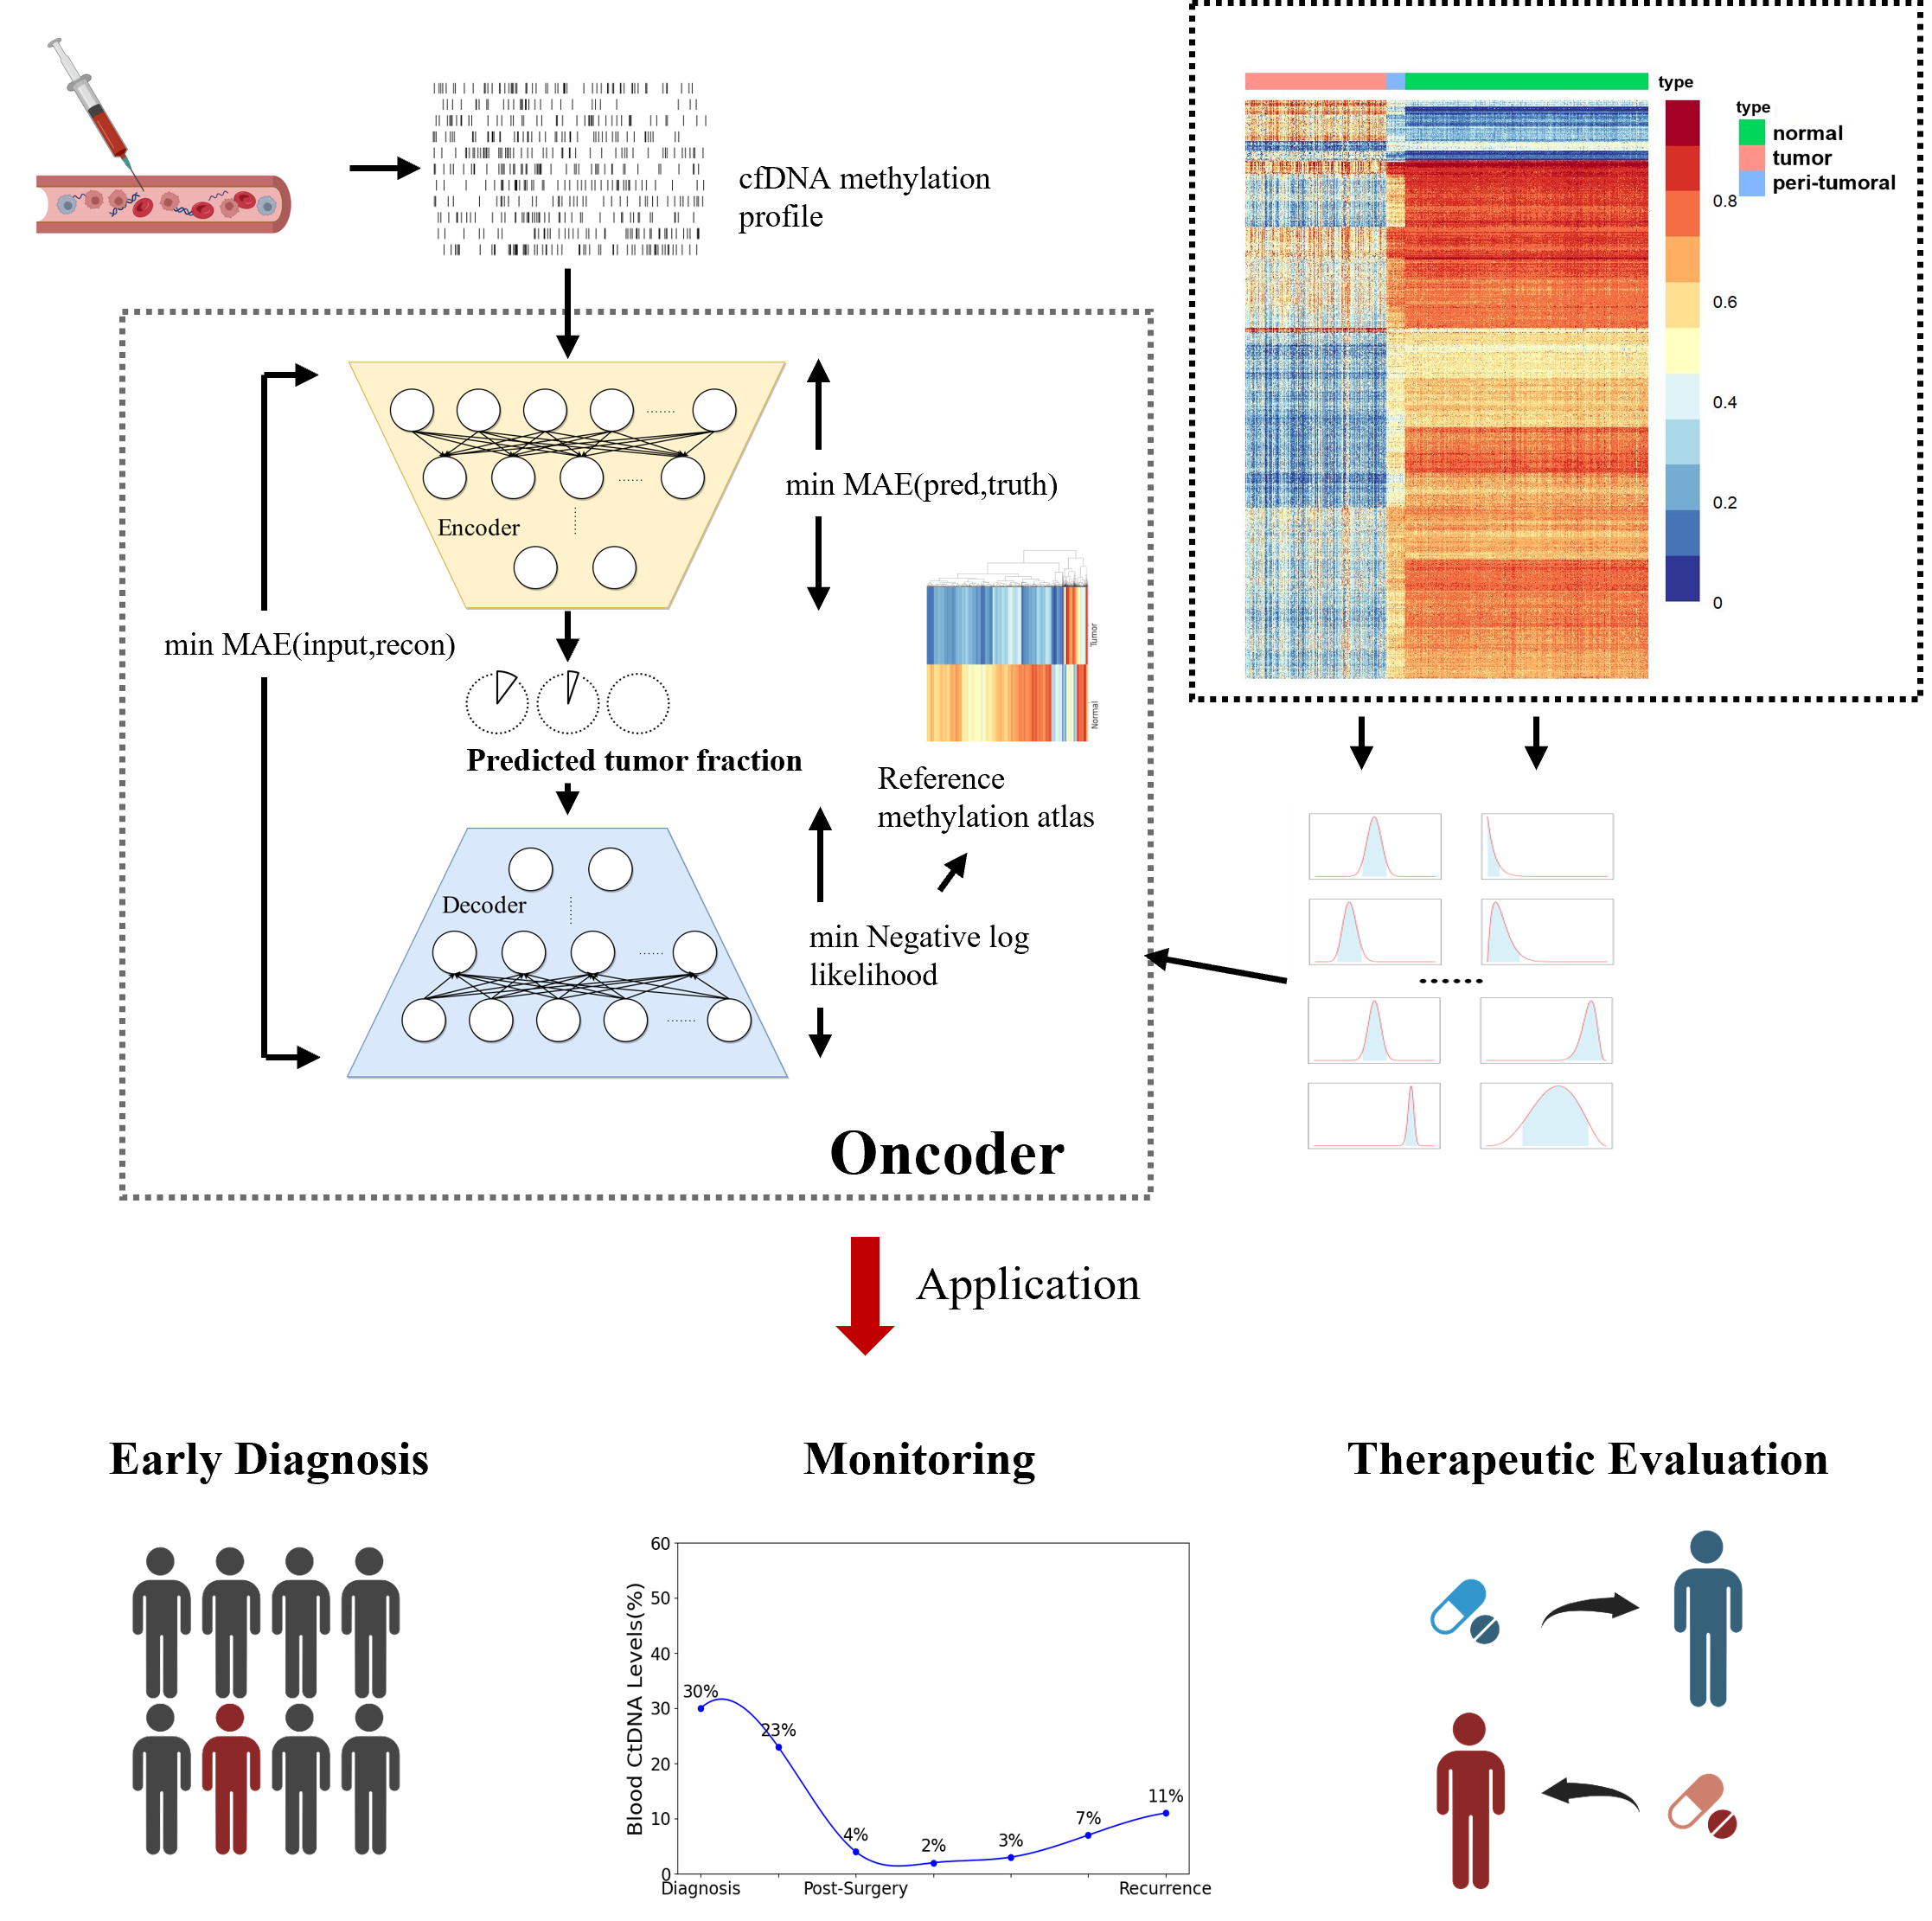 cfDNA methylation
profile
type
type
normal
tumor
peri-tumoral
0.8
0.6
0.4
0.2
0
Encoder
min MAE(pred,truth)
min MAE(input,recon)
Tumor
Normal
Predicted tumor fraction
Reference
methylation atlas
Decoder
min Negative log
likelihood
Oncoder
Application
Early Diagnosis
Monitoring
Therapeutic Evaluation
Blood CtDNA Levels(%)
60
50
40
30
20
10
0
30%
23%
4%
2%
3%
7%
11%
Diagnosis
Post-Surgery
Recurrence